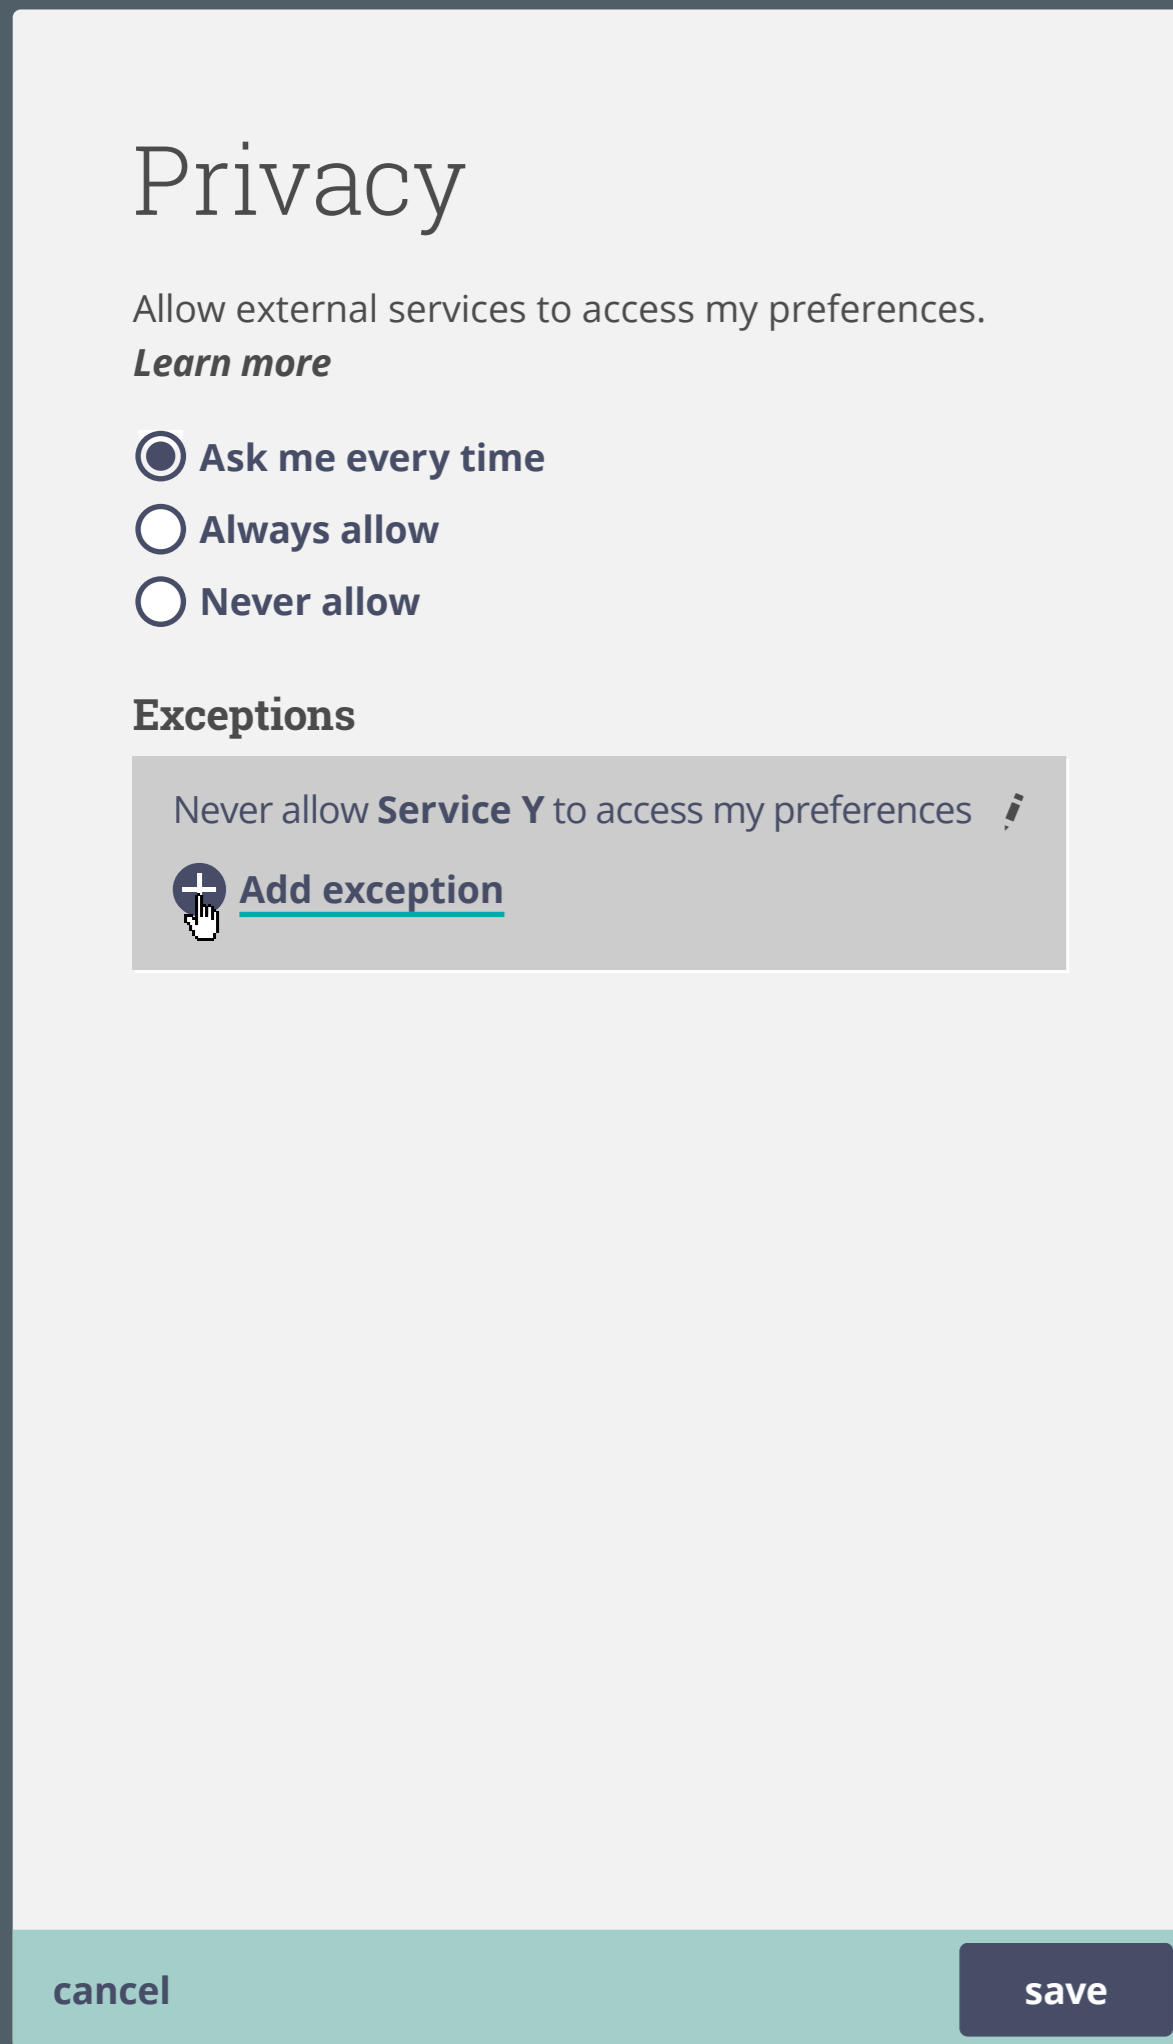 Privacy
Allow external services to access my preferences.
Learn more
Ask me every time
Always allow
Never allow
Exceptions
Never allow Service Y to access my preferences
Add exception
cancel
save